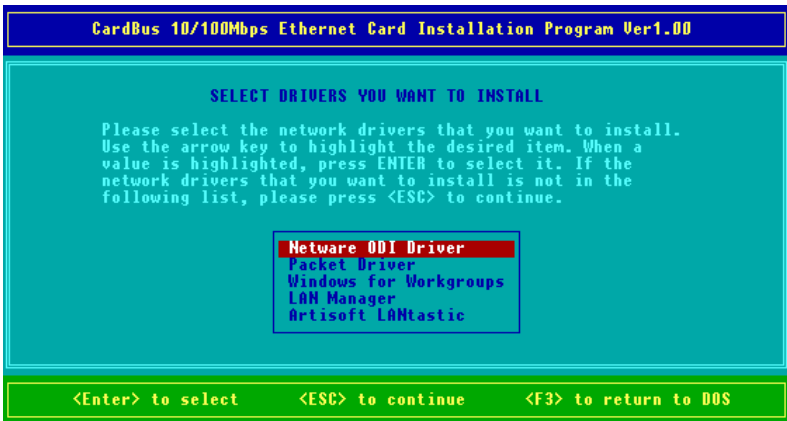 CardBus 10/100Mbps Ethernet Card Installation Program Ver1.00
SELECT DRIVERS YOU WANT TO INSTALL
Please select the network drivers that you want to install.
Use the arrow key to highlight the desired item. When a
value is highlighted, press ENTER to select it. If the
network drivers that you want to install is not in the
following list, please press <ESC> to continue.
Netware ODI Driver
Packet Driver
Windows for Workgroups
LAN Manager
Artisoft LANtastic
<Enter> to select <ESC> to continue <F3> to return to DOS